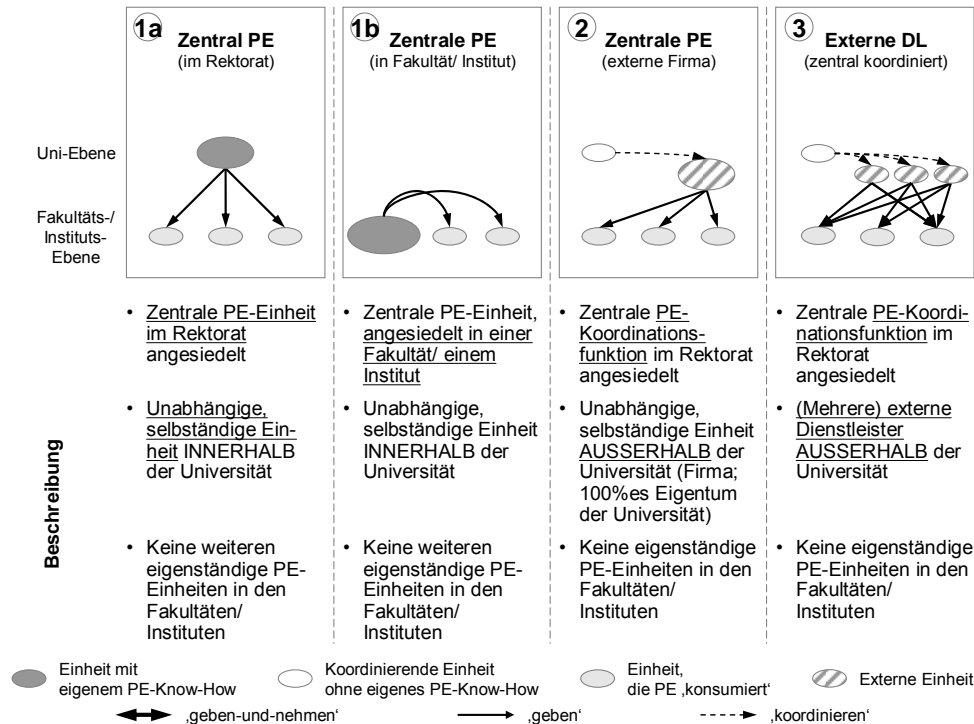 1a
Zentral PE
(im Rektorat)
1b
Zentrale PE
(in Fakultät/ Institut)
2
Zentrale PE
(externe Firma)
3
Externe DL
(zentral koordiniert)
Uni-Ebene
Fakultäts-/
Instituts-
Ebene
Beschreibung
• Zentrale PE-Einheit
im Rektorat
angesiedelt
• Unabhängige,
selbständige Ein-
heit INNERHALB
der Universität
• Keine weiteren
eigenständige PE-
Einheiten in den
Fakultäten/
Instituten
• Zentrale PE-Einheit,
angesiedelt in einer
Fakultät/ einem
Institut
• Unabhängige,
selbständige Einheit
INNERHALB der
Universität
• Keine weiteren
eigenständige PE-
Einheiten in den
Fakultäten/
Instituten
• Zentrale PE-
Koordinations-
funktion im Rektorat
angesiedelt
• Unabhängige,
selbständige Einheit
AUSSERHALB der
Universität (Firma;
100%es Eigentum
der Universität)
• Keine eigenständige
PE-Einheiten in den
Fakultäten/
Instituten
• Zentrale PE-Koordi-
nationsfunktion im
Rektorat
angesiedelt
• (Mehrere) externe
Dienstleister
AUSSERHALB der
Universität
• Keine eigenständige
PE-Einheiten in den
Fakultäten/
Instituten
Einheit mit
eigenem PE-Know-How
Koordinierende Einheit
ohne eigenes PE-Know-How
Einheit,
die PE ‚konsumiert‘
Externe Einheit
‚geben-und-nehmen‘
‚geben‘
‚koordinieren‘